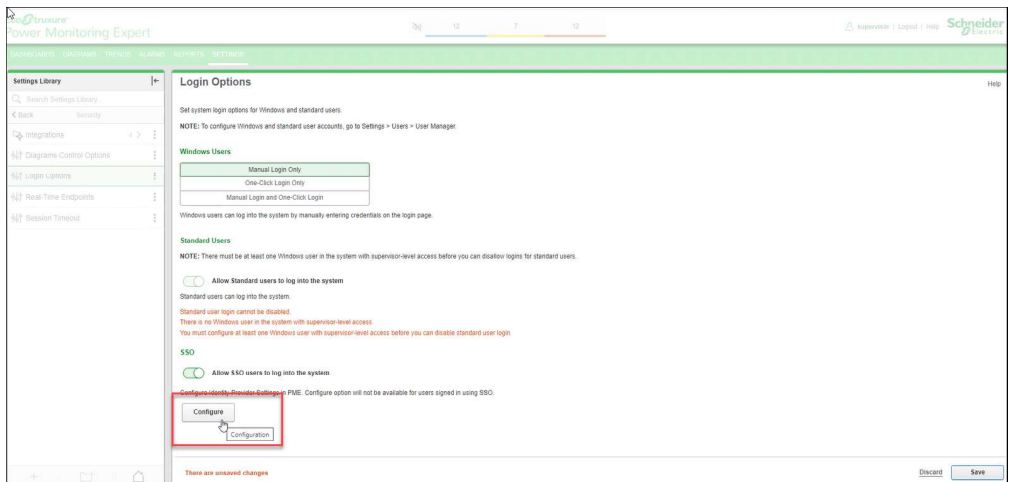 EcoStruxure
Power Monitoring Expert
12 7 12
supervisor | Logout | Help
Schneider
Electric
DASHBOARDS DIAGRAMS TRENDS ALARMS REPORTS SETTINGS
Settings Library
Search Settings Library
Back Security
Integrations
Diagrams Control Options
Login Options
Real-Time Endpoints
Session Timeout
Login Options
Help
Set system login options for Windows and standard users.
NOTE: To configure Windows and standard user accounts, go to Settings > Users > User Manager.
Windows Users
Manual Login Only
One-Click Login Only
Manual Login and One-Click Login
Windows users can log into the system by manually entering credentials on the login page.
Standard Users
NOTE: There must be at least one Windows user in the system with supervisor-level access before you can disallow logins for standard users.
Allow Standard users to log into the system
Standard users can log into the system.
Standard user login cannot be disabled.
There is no Windows user in the system with supervisor-level access.
You must configure at least one Windows user with supervisor-level access before you can disable standard user login.
SSO
Allow SSO users to log into the system
Configure Identity Provider Settings in PME. Configure option will not be available for users signed in using SSO.
Configure
Configuration
There are unsaved changes
Discard Save